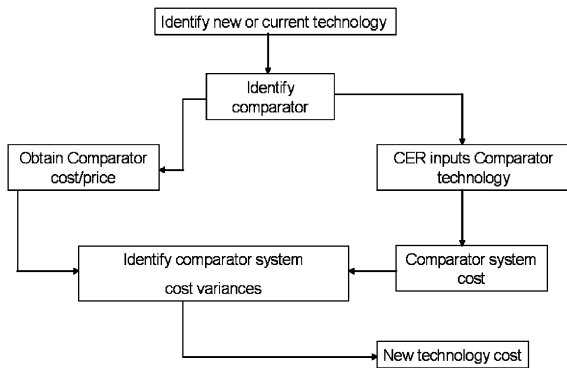 Identify new or current technology
Identify
comparator
Obtain Comparator
cost/price
CER inputs Comparator
technology
Identify comparator system
cost variances
Comparator system
cost
New technology cost